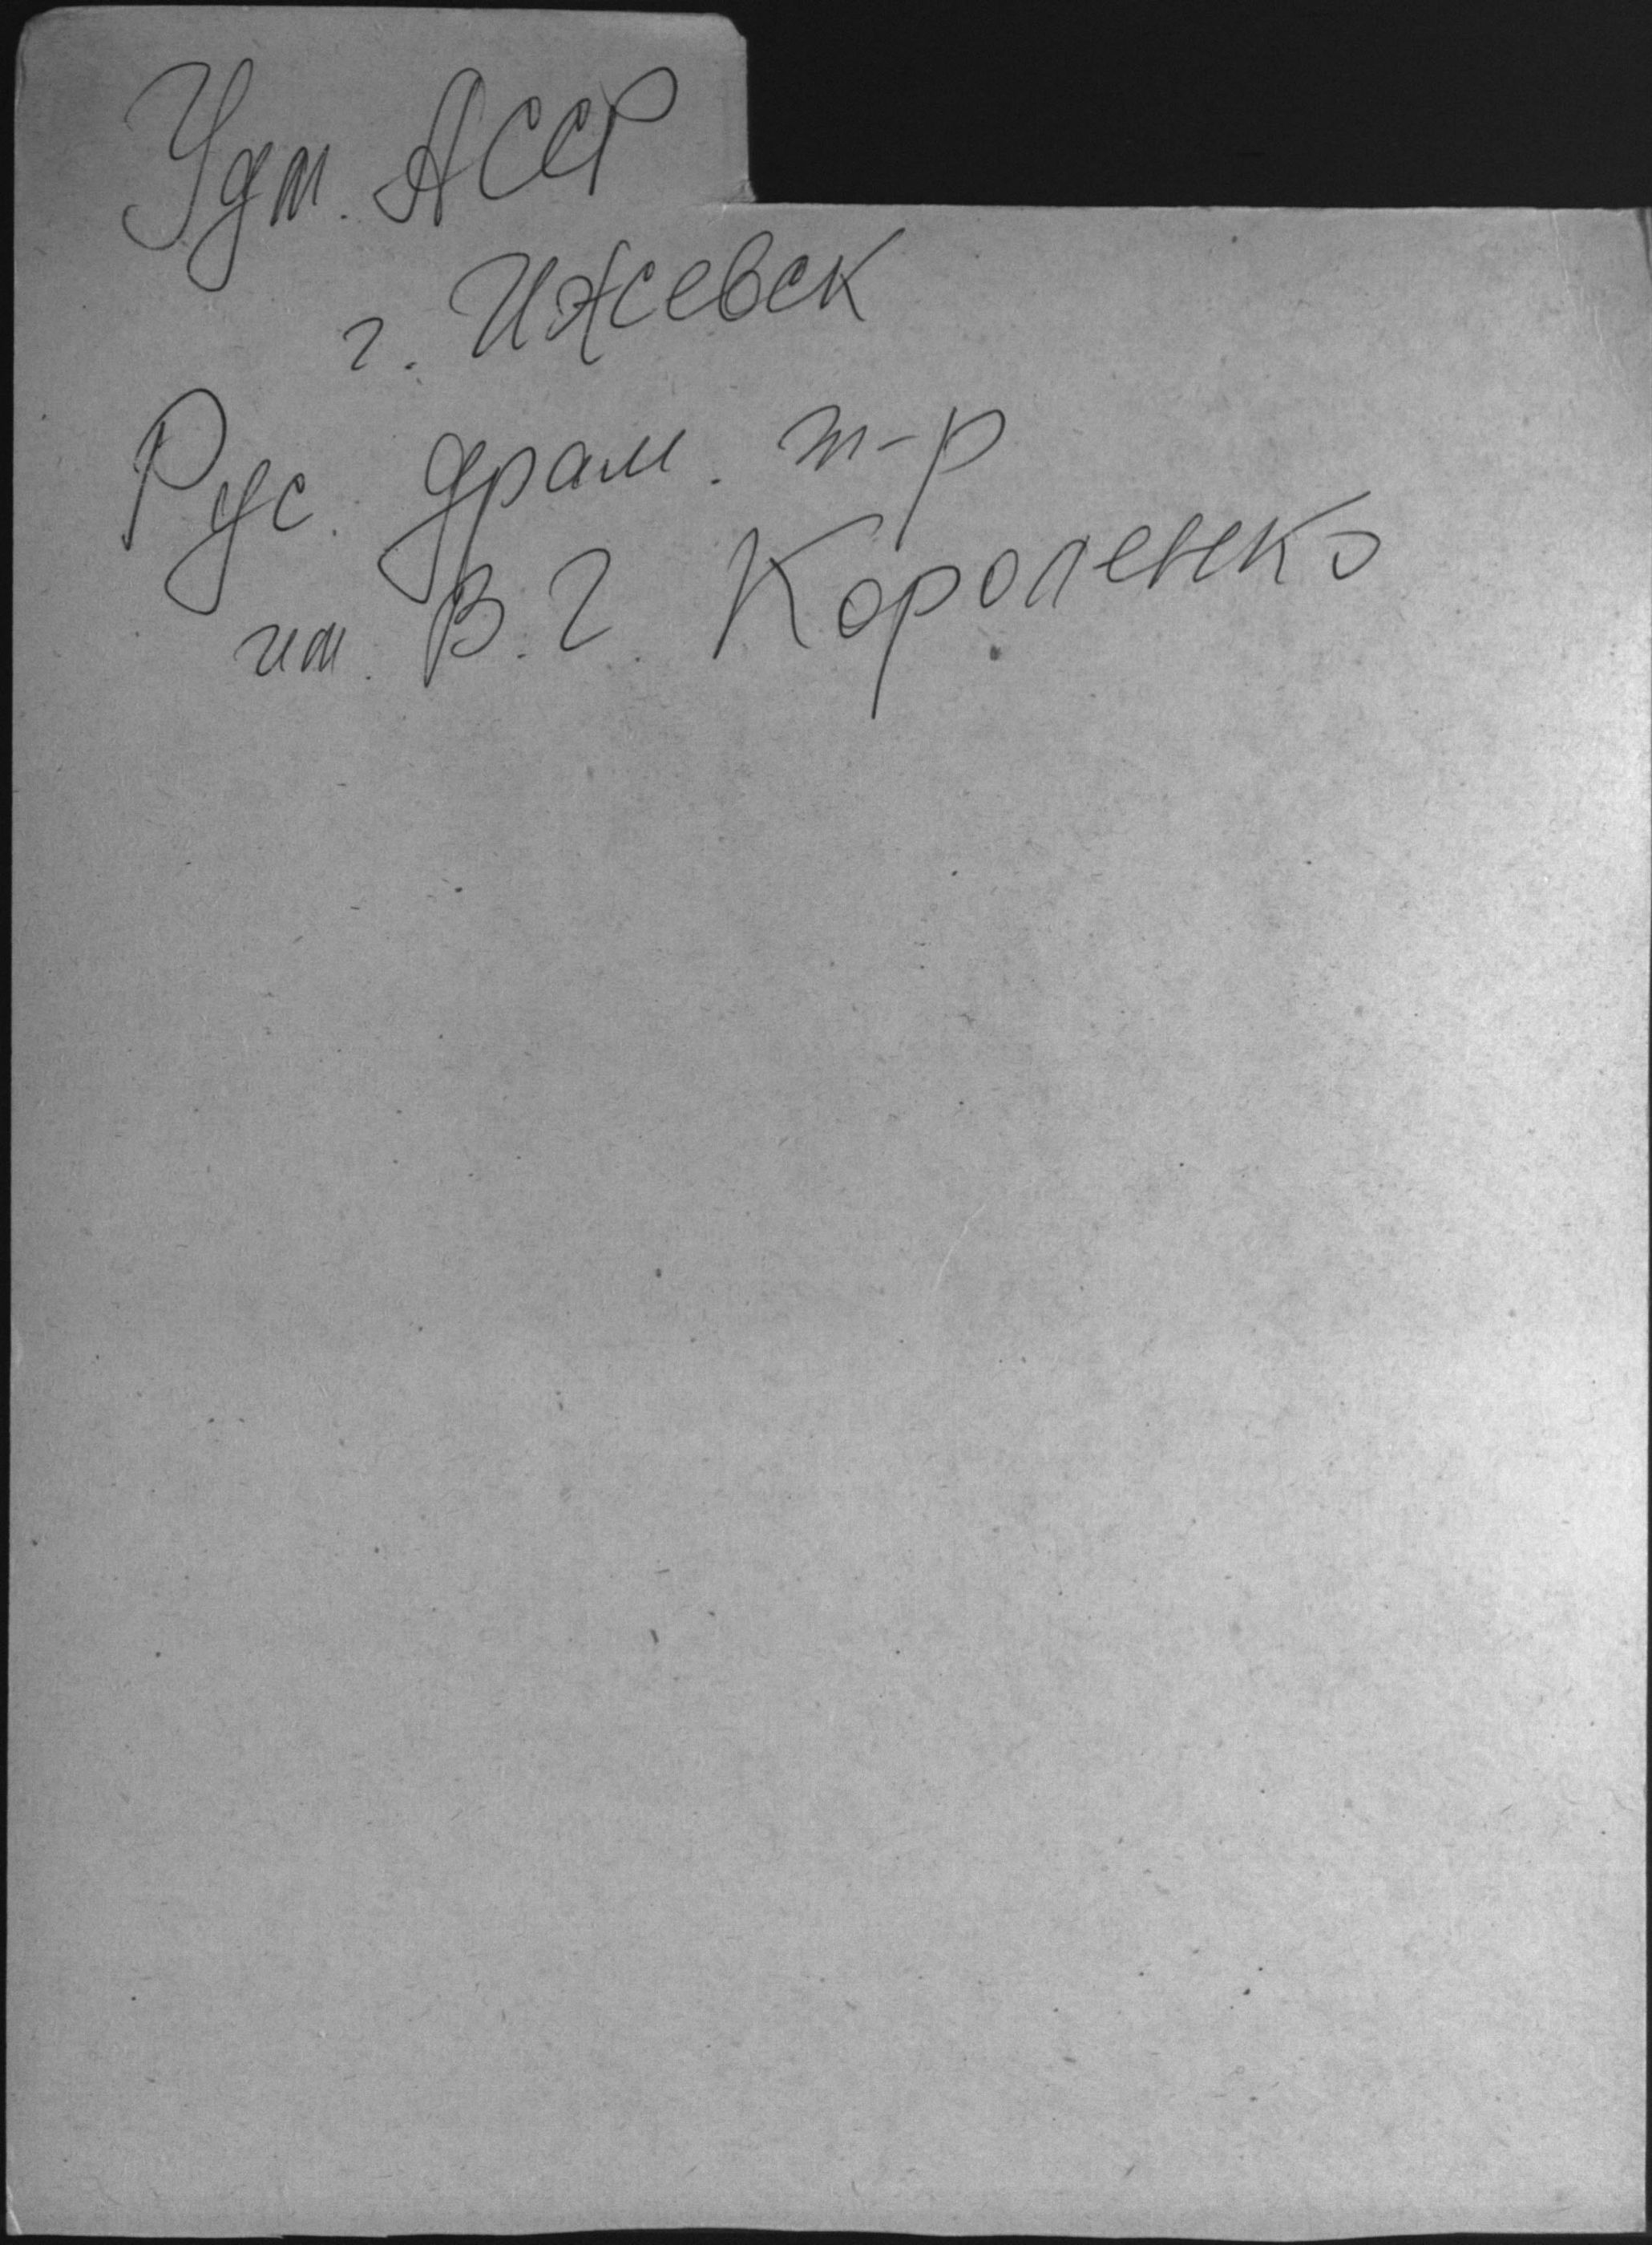 Удм. АССР
г. Ижевск
Рус. драм. т-р
им. В. Г. Короленко